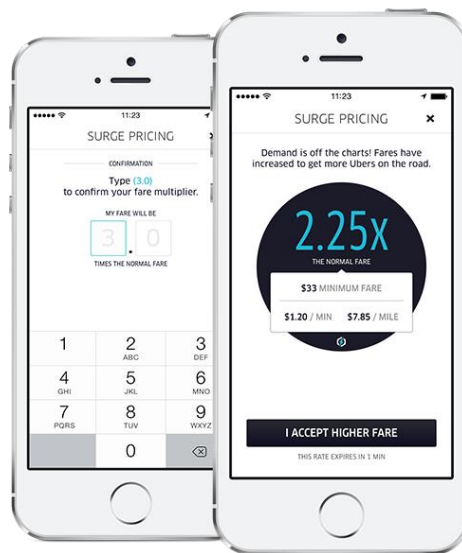 11:23
SURGE PRICING
CONFIRMATION
Type (3.0)
to confirm your fare multiplier.
MY FARE WILL BE
3.0
TIMES THE NORMAL FARE
1
2
ABC
3
DEF
4
GHI
5
JKL
6
MNO
7
PQRS
8
TUV
9
WXYZ
0
11:23
SURGE PRICING
×
Demand is off the charts! Fares have
increased to get more Ubers on the road.
2.25x
THE NORMAL FARE
$33 MINIMUM FARE
$1.20 / MIN $7.85 / MILE
I ACCEPT HIGHER FARE
THIS RATE EXPIRES IN 1 MIN